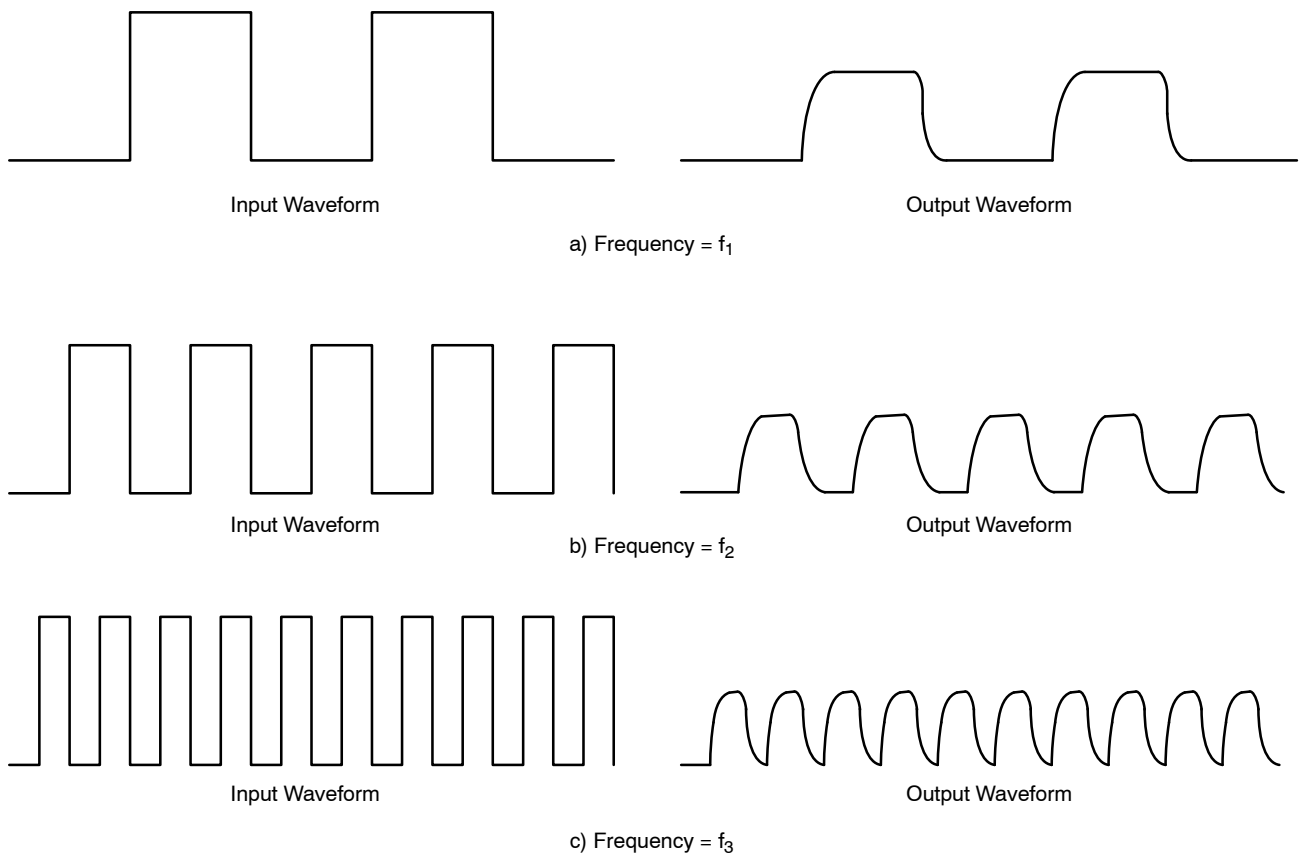 Input Waveform
Output Waveform
a) Frequency = f1
Input Waveform
Output Waveform
b) Frequency = f2
Input Waveform
Output Waveform
c) Frequency = f3